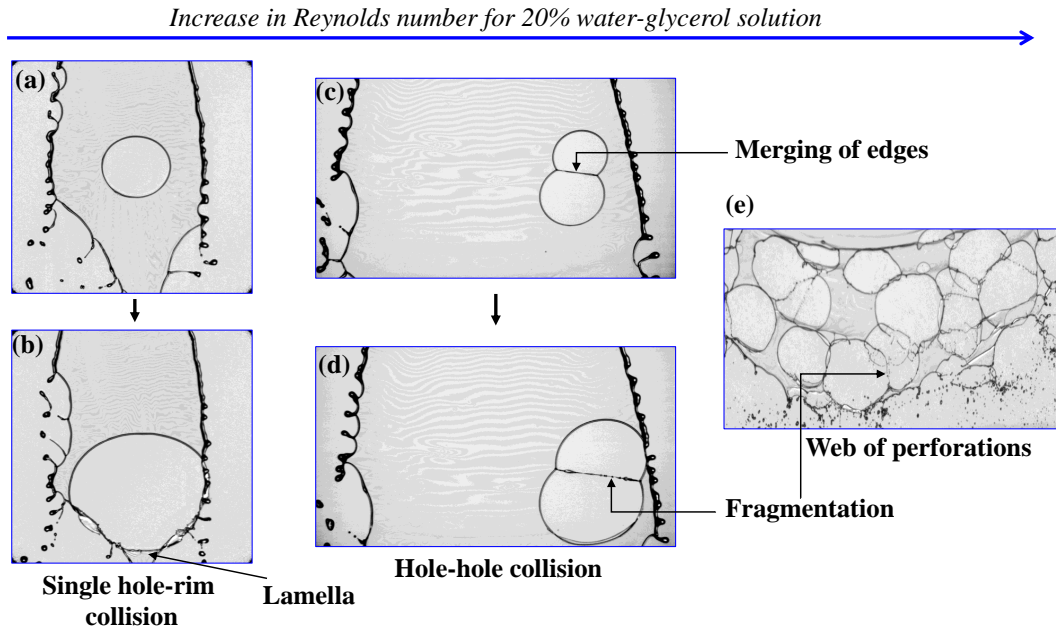 Increase in Reynolds number for 20% water-glycerol solution
(a)
(c)
Merging of edges
(e)
(b)
(d)
Web of perforations
Fragmentation
Hole-hole collision
Single hole-rim
collision
Lamella